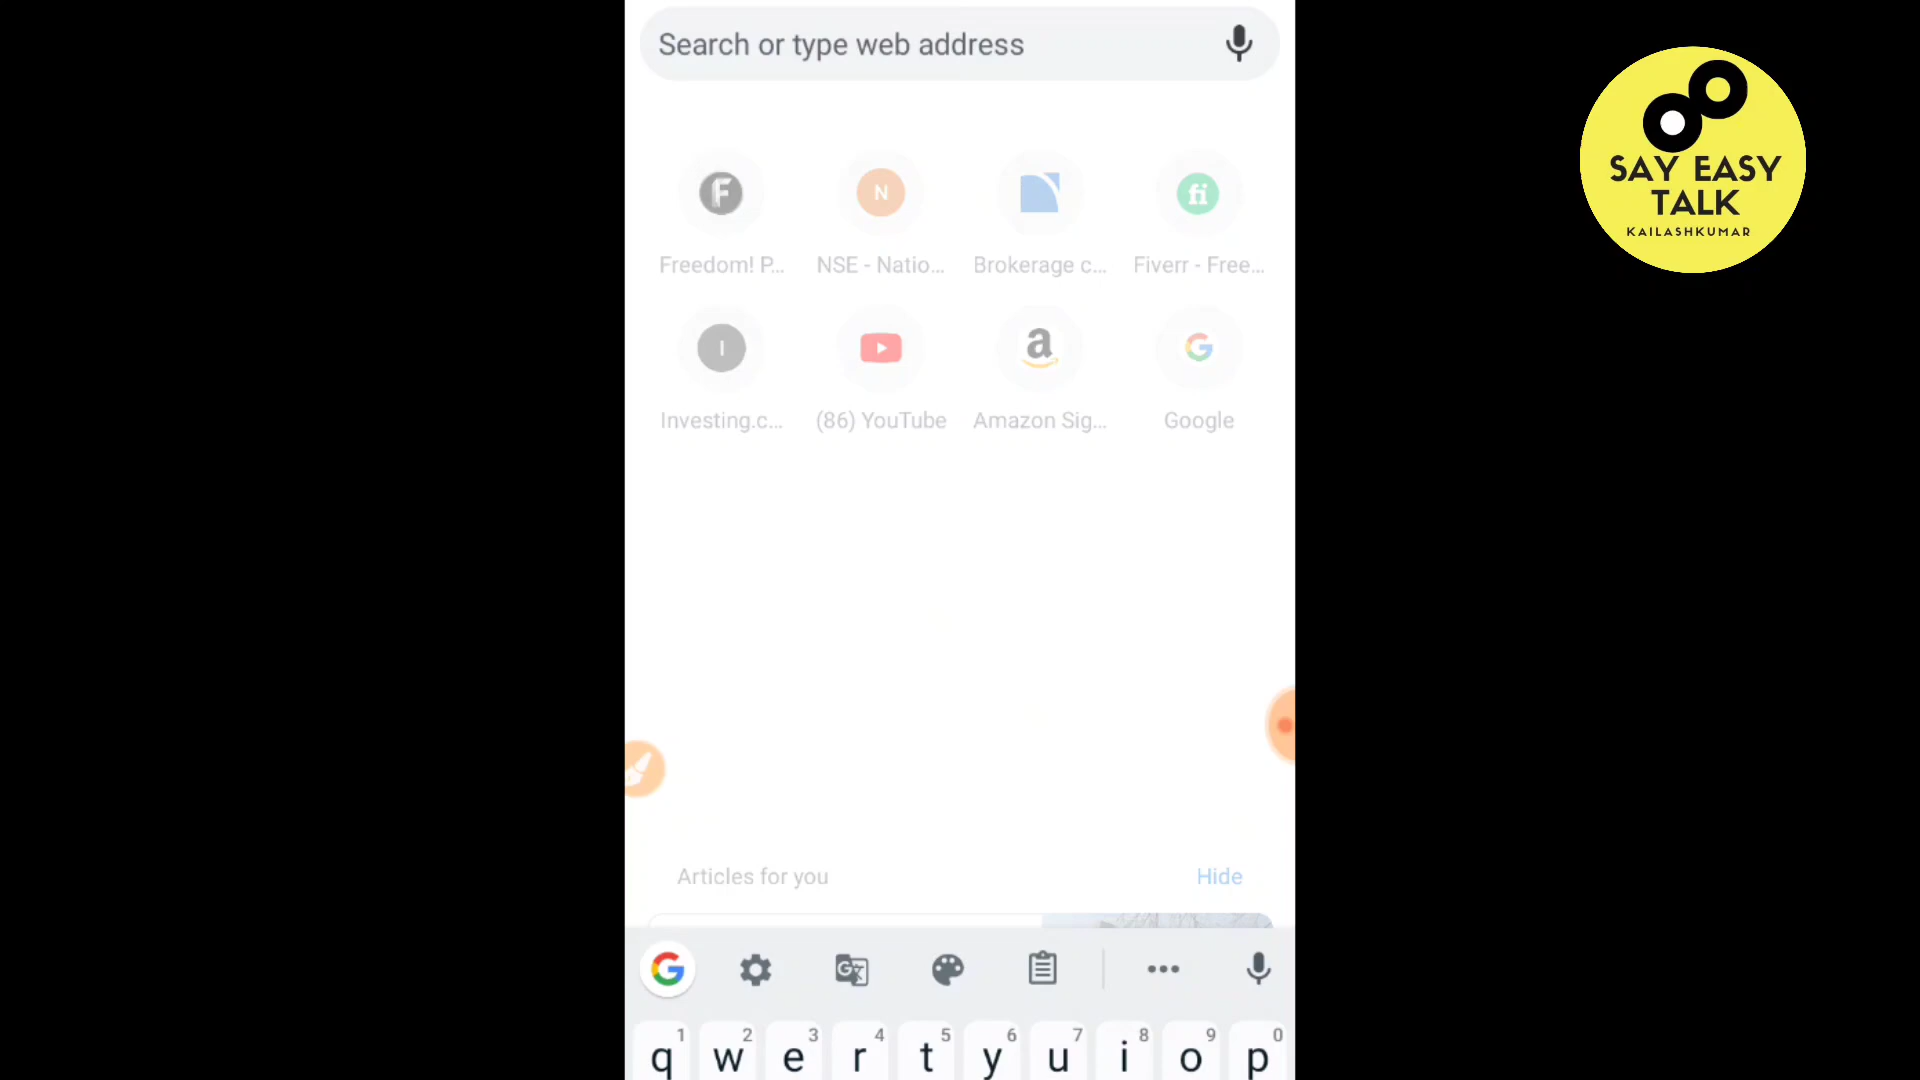 Search or type web address
SAY EASY
TALK
KAILASHKUMAR
F
N
fi
Freedom! P...
NSE - Natio...
Brokerage c...
Fiverr - Free...
I
a
G
Investing.c...
(86) YouTube
Amazon Sig...
Google
Articles for you
Hide
G
G
1 2 3 4 5 6 7 8 9 0
q w e r t y u i o p